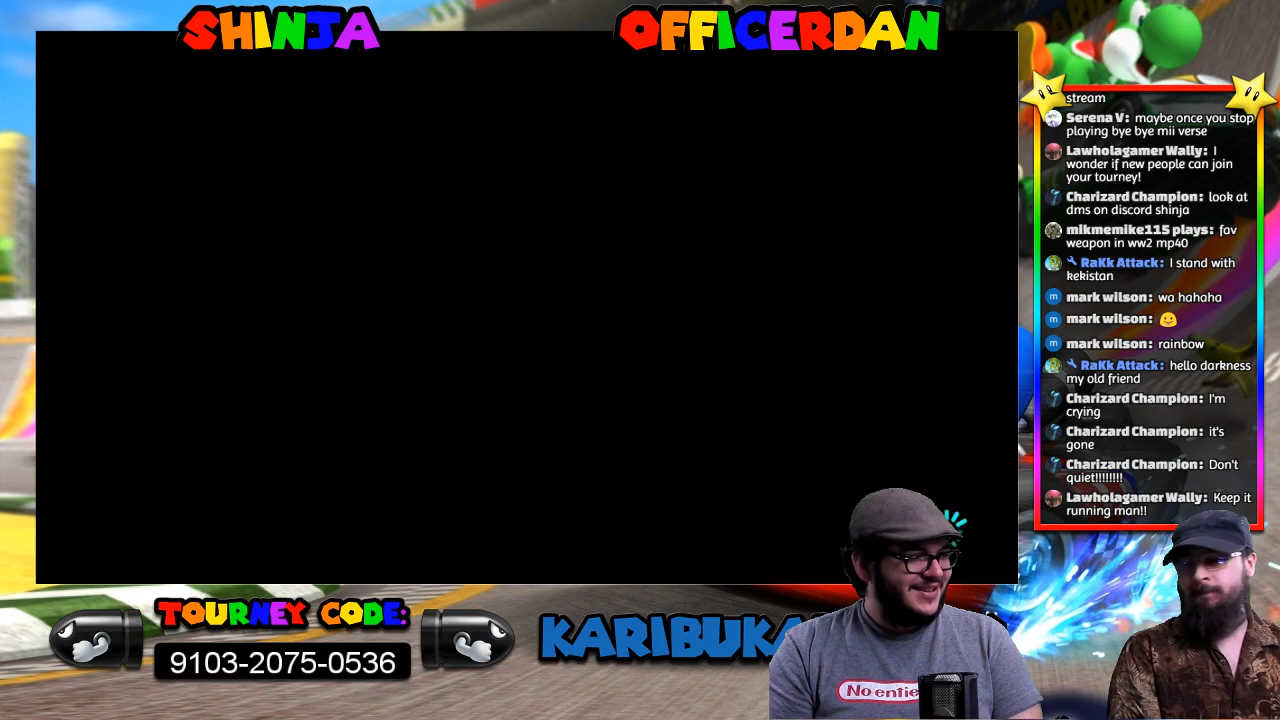 SHINJA
OFFICERDAN
stream
Serena V: maybe once you stop
playing bye bye mii verse
Lawholagamer Wally: I
wonder if new people can join
your tourney!
Charizard Champion: look at
dms on discord shinja
mikmemike115 plays: fav
weapon in ww2 mp40
RaKk Attack: I stand with
kekistan
m mark wilson: wa hahaha
m mark wilson:
m mark wilson: rainbow
RaKk Attack: hello darkness
my old friend
Charizard Champion: I'm
crying
Charizard Champion: it's
gone
Charizard Champion: Don't
quiet!!!!!!!!
Lawholagamer Wally: Keep it
running man!!
TOURNEY CODE:
9103-2075-0536
KARIBUKA
No entie